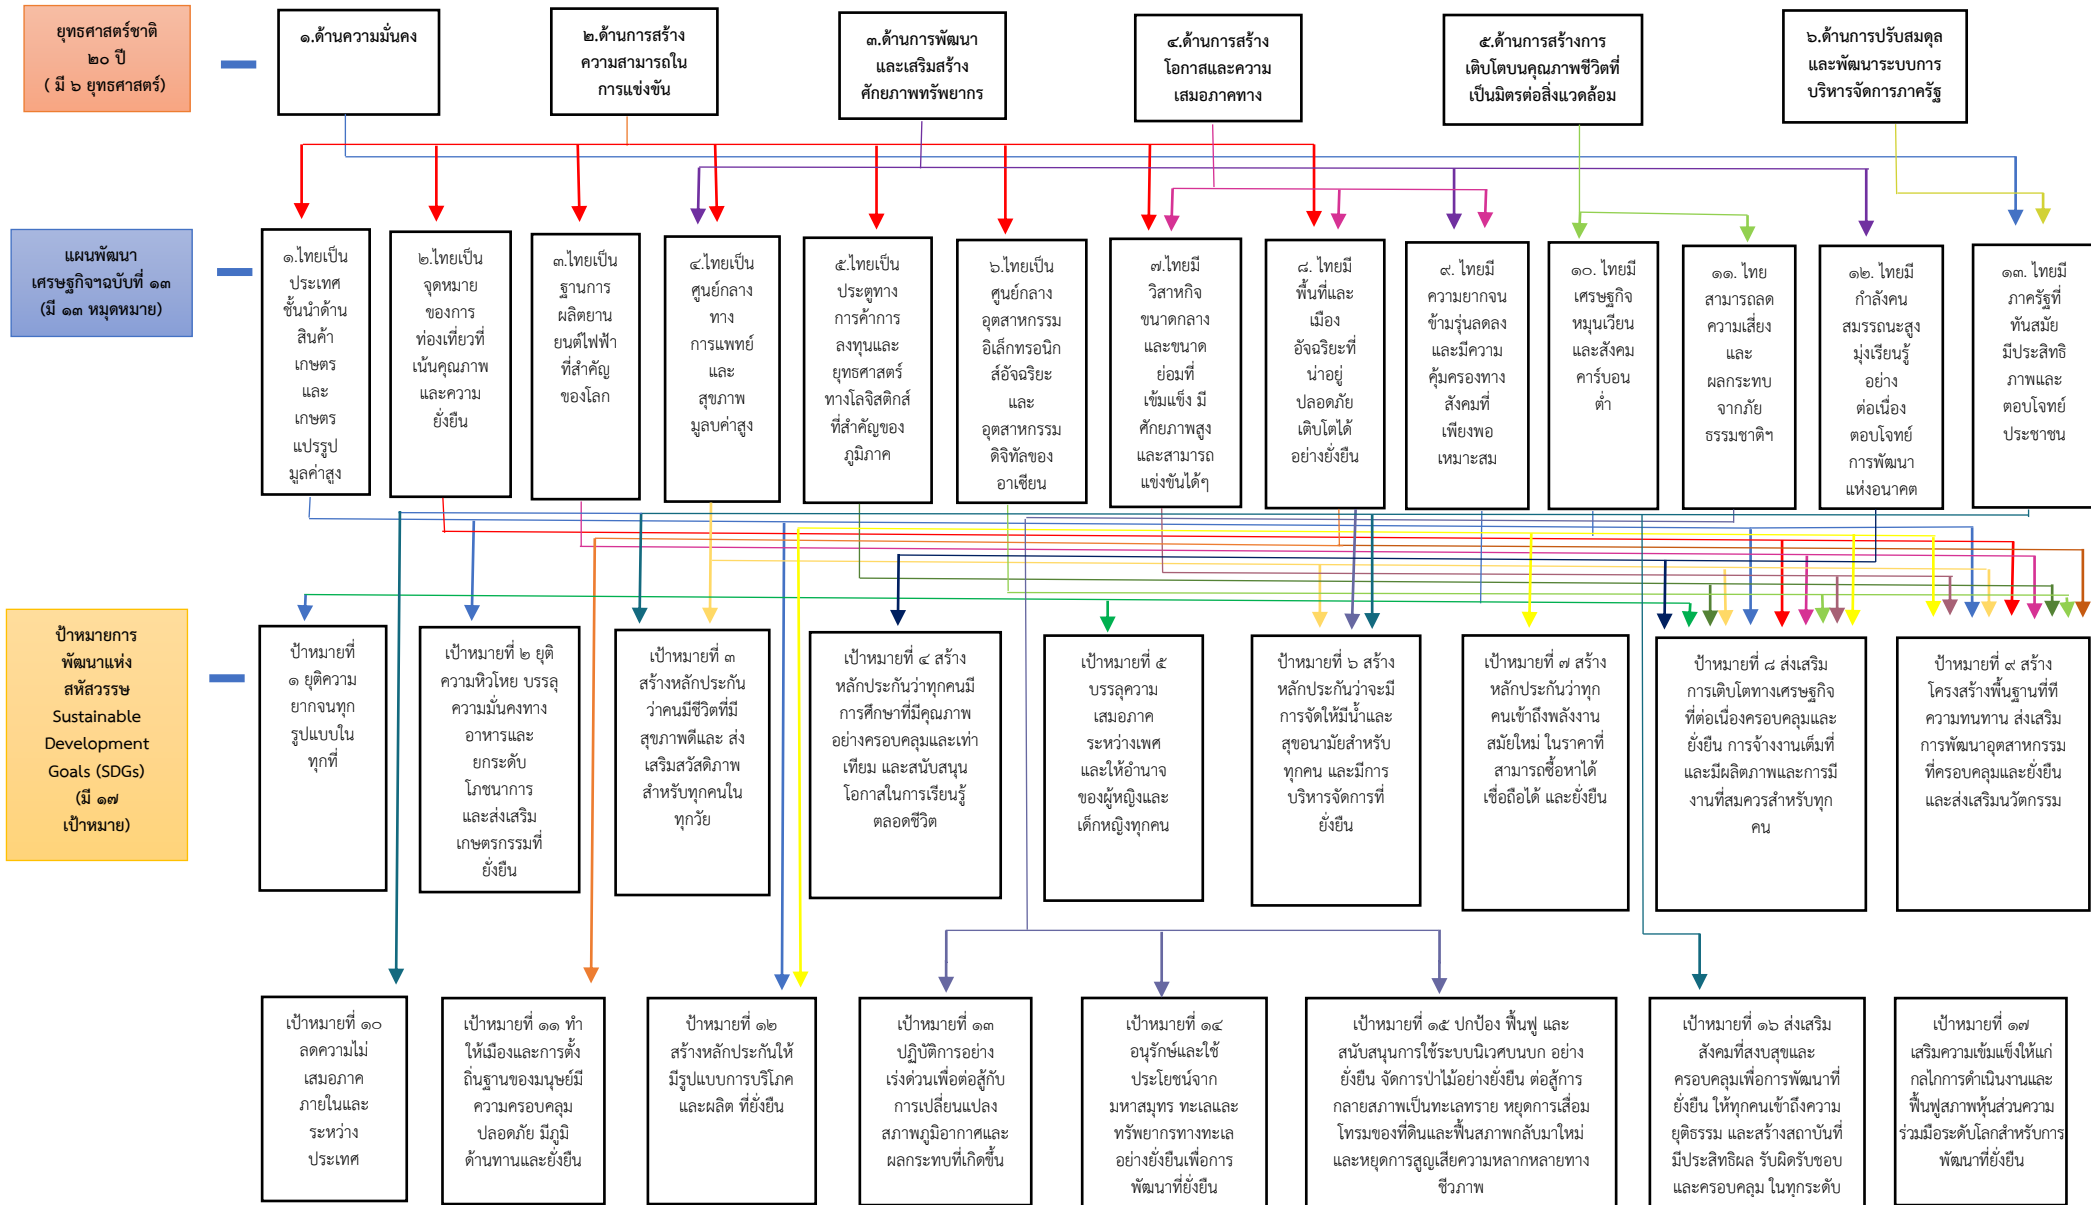 ยุทธศาสตร์ชาติ
๒๐ ปี
( มี ๖ ยุทธศาสตร์)
๑.ด้านความมั่นคง
๒.ด้านการสร้าง
ความสามารถใน
การแข่งขัน
๓.ด้านการพัฒนา
และเสริมสร้าง
ศักยภาพทรัพยากร
๔.ด้านการสร้าง
โอกาสและความ
เสมอภาคทาง
๕.ด้านการสร้างการ
เติบโตบนคุณภาพชีวิตที่
เป็นมิตรต่อสิ่งแวดล้อม
๖.ด้านการปรับสมดุล
และพัฒนาระบบการ
บริหารจัดการภาครัฐ
แผนพัฒนา
เศรษฐกิจฯฉบับที่ ๑๓
(มี ๑๓ หมุดหมาย)
๑.ไทยเป็น
ประเทศ
ชั้นนำด้าน
สินค้า
เกษตร
และ
เกษตร
แปรรูป
มูลค่าสูง
๒.ไทยเป็น
จุดหมาย
ของการ
ท่องเที่ยวที่
เน้นคุณภาพ
และความ
ยั่งยืน
๓.ไทยเป็น
ฐานการ
ผลิตยาน
ยนต์ไฟฟ้า
ที่สำคัญ
ของโลก
๔.ไทยเป็น
ศูนย์กลาง
ทาง
การแพทย์
และ
สุขภาพ
มูลบค่าสูง
๕.ไทยเป็น
ประตูทาง
การค้าการ
ลงทุนและ
ยุทธศาสตร์
ทางโลจิสติกส์
ที่สำคัญของ
ภูมิภาค
๖.ไทยเป็น
ศูนย์กลาง
อุตสาหกรรม
อิเล็กทรอนิก
ส์อัจฉริยะ
และ
อุตสาหกรรม
ดิจิทัลของ
อาเซียน
๗.ไทยมี
วิสาหกิจ
ขนาดกลาง
และขนาด
ย่อมที่
เข้มแข็ง มี
ศักยภาพสูง
และสามารถ
แข่งขันได้ๆ
๘. ไทยมี
พื้นที่และ
เมือง
อัจฉริยะที่
น่าอยู่
ปลอดภัย
เติบโตได้
อย่างยั่งยืน
๙. ไทยมี
ความยากจน
ข้ามรุ่นลดลง
และมีความ
คุ้มครองทาง
สังคมที่
เพียงพอ
เหมาะสม
๑๐. ไทยมี
เศรษฐกิจ
หมุนเวียน
และสังคม
คาร์บอน
ต่ำ
๑๑. ไทย
สามารถลด
ความเสี่ยง
และ
ผลกระทบ
จากภัย
ธรรมชาติฯ
๑๒. ไทยมี
กำลังคน
สมรรถนะสูง
มุ่งเรียนรู้
อย่าง
ต่อเนื่อง
ตอบโจทย์
การพัฒนา
แห่งอนาคต
๑๓. ไทยมี
ภาครัฐที่
ทันสมัย
มีประสิทธิ
ภาพและ
ตอบโจทย์
ประชาชน
ป้าหมายการ
พัฒนาแห่ง
สหัสวรรษ
Sustainable
Development
Goals (SDGs)
(มี ๑๗
เป้าหมาย)
ป้าหมายที่
๑ ยุติความ
ยากจนทุก
รูปแบบใน
ทุกที่
เป้าหมายที่ ๒ ยุติ
ความหิวโหย บรรลุ
ความมั่นคงทาง
อาหารและ
ยกระดับ
โภชนาการ
และส่งเสริม
เกษตรกรรมที่
ยั่งยืน
เป้าหมายที่ ๓
สร้างหลักประกัน
ว่าคนมีชีวิตที่มี
สุขภาพดีและ ส่ง
เสริมสวัสดิภาพ
สำหรับทุกคนใน
ทุกวัย
เป้าหมายที่ ๔ สร้าง
หลักประกันว่าทุกคนมี
การศึกษาที่มีคุณภาพ
อย่างครอบคลุมและเท่า
เทียม และสนับสนุน
โอกาสในการเรียนรู้
ตลอดชีวิต
เป้าหมายที่ ๕
บรรลุความ
เสมอภาค
ระหว่างเพศ
และให้อำนาจ
ของผู้หญิงและ
เด็กหญิงทุกคน
ป้าหมายที่ ๖ สร้าง
หลักประกันว่าจะมี
การจัดให้มีน้ำและ
สุขอนามัยสำหรับ
ทุกคน และมีการ
บริหารจัดการที่
ยั่งยืน
เป้าหมายที่ ๗ สร้าง
หลักประกันว่าทุก
คนเข้าถึงพลังงาน
สมัยใหม่ ในราคาที่
สามารถซื้อหาได้
เชื่อถือได้ และยั่งยืน
ป้าหมายที่ ๘ ส่งเสริม
การเติบโตทางเศรษฐกิจ
ที่ต่อเนื่องครอบคลุมและ
ยั่งยืน การจ้างงานเต็มที่
และมีผลิตภาพและการมี
งานที่สมควรสำหรับทุก
คน
ป้าหมายที่ ๙ สร้าง
โครงสร้างพื้นฐานที่ที
ความทนทาน ส่งเสริม
การพัฒนาอุตสาหกรรม
ที่ครอบคลุมและยั่งยืน
และส่งเสริมนวัตกรรม
เป้าหมายที่ ๑๐
ลดความไม่
เสมอภาค
ภายในและ
ระหว่าง
ประเทศ
เป้าหมายที่ ๑๑ ทำ
ให้เมืองและการตั้ง
ถิ่นฐานของมนุษย์มี
ความครอบคลุม
ปลอดภัย มีภูมิ
ด้านทานและยั่งยืน
ป้าหมายที่ ๑๒
สร้างหลักประกันให้
มีรูปแบบการบริโภค
และผลิต ที่ยั่งยืน
เป้าหมายที่ ๑๓
ปฏิบัติการอย่าง
เร่งด่วนเพื่อต่อสู้กับ
การเปลี่ยนแปลง
สภาพภูมิอากาศและ
ผลกระทบที่เกิดขึ้น
เป้าหมายที่ ๑๔
อนุรักษ์และใช้
ประโยชน์จาก
มหาสมุทร ทะเลและ
ทรัพยากรทางทะเล
อย่างยั่งยืนเพื่อการ
พัฒนาที่ยั่งยืน
เป้าหมายที่ ๑๕ ปกป้อง ฟื้นฟู และ
สนับสนุนการใช้ระบบนิเวศบนบก อย่าง
ยั่งยืน จัดการป่าไม้อย่างยั่งยืน ต่อสู้การ
กลายสภาพเป็นทะเลทราย หยุดการเสื่อม
โทรมของที่ดินและฟื้นสภาพกลับมาใหม่
และหยุดการสูญเสียความหลากหลายทาง
ชีวภาพ
เป้าหมายที่ ๑๖ ส่งเสริม
สังคมที่สงบสุขและ
ครอบคลุมเพื่อการพัฒนาที่
ยั่งยืน ให้ทุกคนเข้าถึงความ
ยุติธรรม และสร้างสถาบันที่
มีประสิทธิผล รับผิดรับชอบ
และครอบคลุม ในทุกระดับ
เป้าหมายที่ ๑๗
เสริมความเข้มแข็งให้แก่
กลไกการดำเนินงานและ
ฟื้นฟูสภาพหุ้นส่วนความ
ร่วมมือระดับโลกสำหรับการ
พัฒนาที่ยั่งยืน